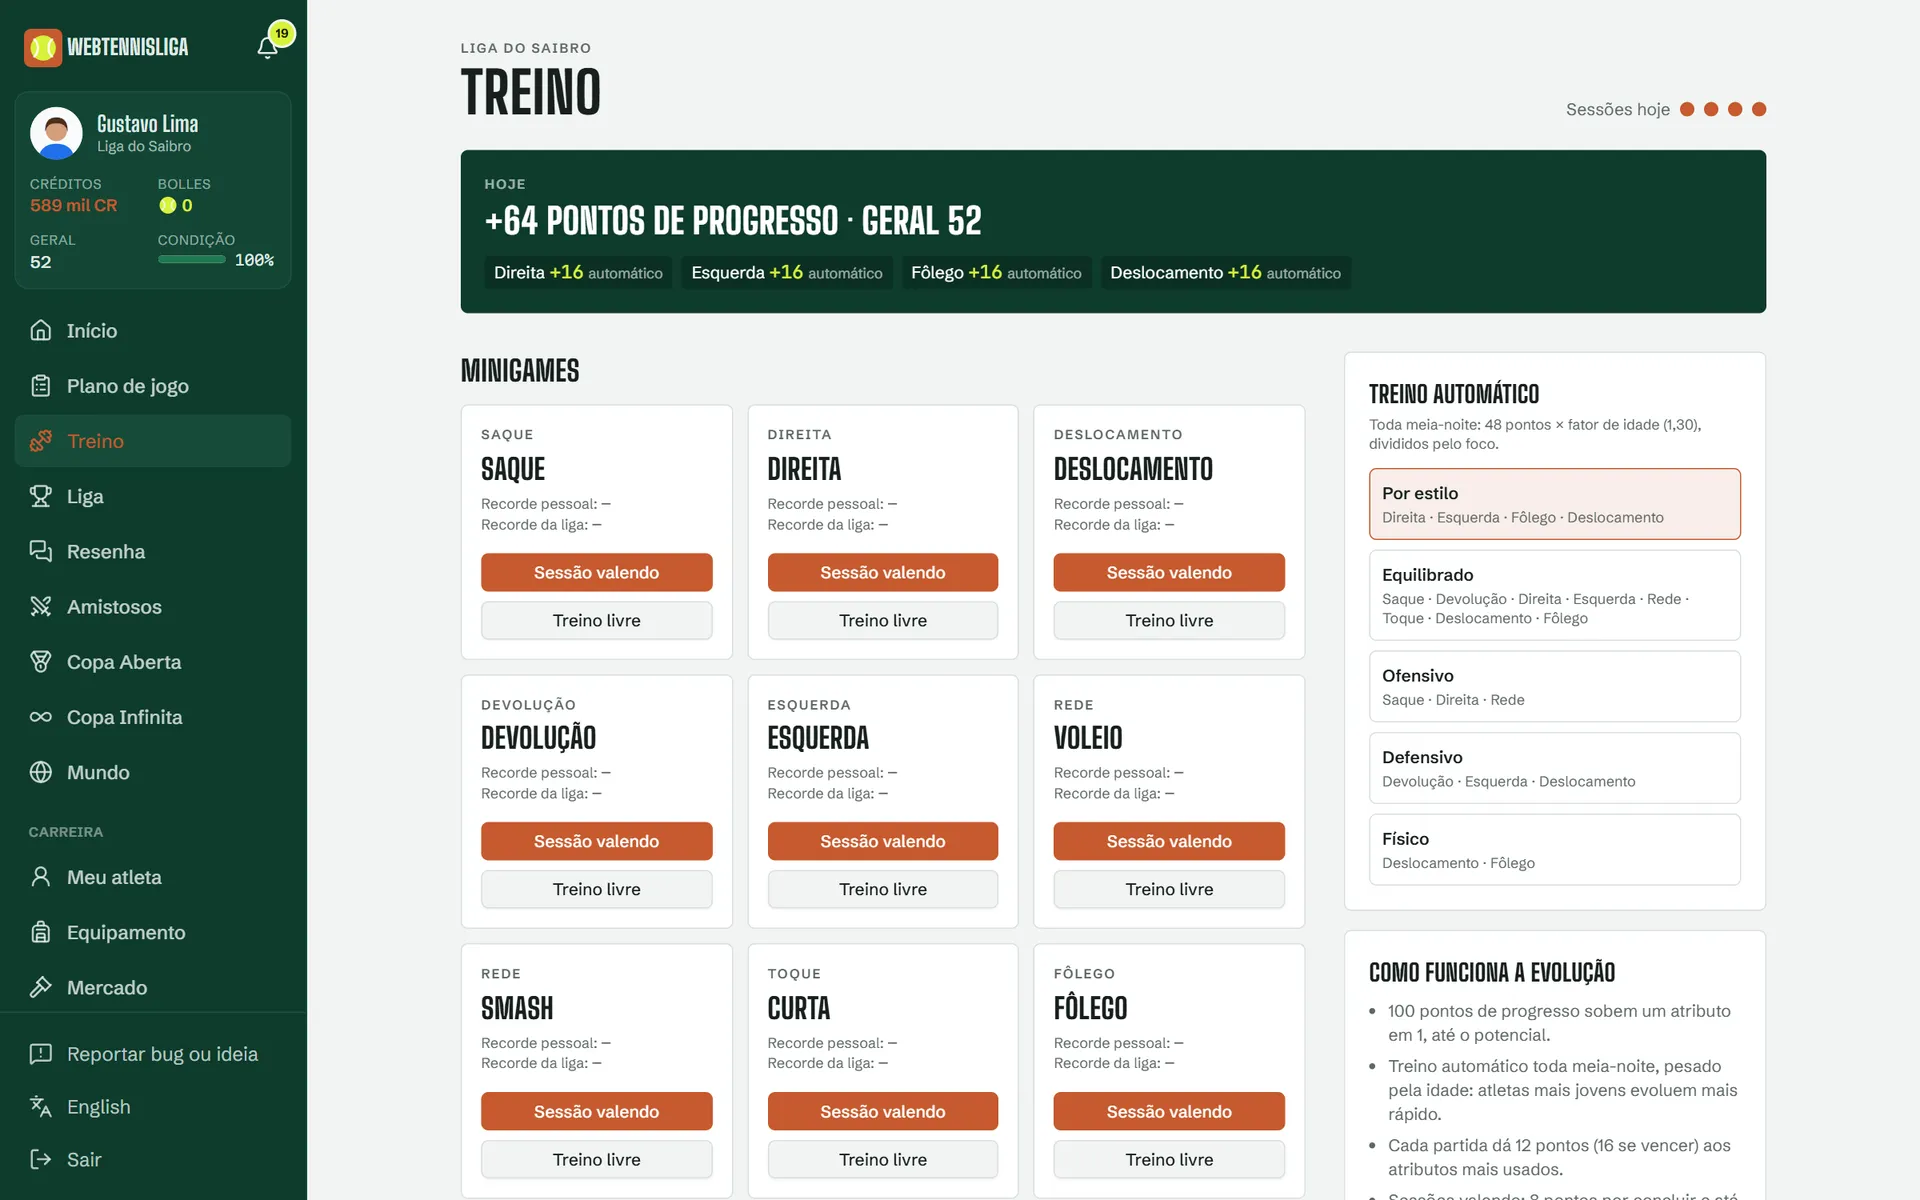 WEBTENNISLIGA
19
Gustavo Lima
Liga do Saibro
CRÉDITOS
589 mil CR
BOLLES
0
GERAL
52
CONDIÇÃO
100%
Início
Plano de jogo
Treino
Liga
Resenha
Amistosos
Copa Aberta
Copa Infinita
Mundo
CARREIRA
Meu atleta
Equipamento
Mercado
Reportar bug ou ideia
English
Sair
LIGA DO SAIBRO
TREINO
Sessões hoje
HOJE
+64 PONTOS DE PROGRESSO · GERAL 52
Direita +16 automático
Esquerda +16 automático
Fôlego +16 automático
Deslocamento +16 automático
MINIGAMES
SAQUE
SAQUE
Recorde pessoal: –
Recorde da liga: –
Sessão valendo
Treino livre
DIREITA
DIREITA
Recorde pessoal: –
Recorde da liga: –
Sessão valendo
Treino livre
DESLOCAMENTO
DESLOCAMENTO
Recorde pessoal: –
Recorde da liga: –
Sessão valendo
Treino livre
DEVOLUÇÃO
DEVOLUÇÃO
Recorde pessoal: –
Recorde da liga: –
Sessão valendo
Treino livre
ESQUERDA
ESQUERDA
Recorde pessoal: –
Recorde da liga: –
Sessão valendo
Treino livre
REDE
VOLEIO
Recorde pessoal: –
Recorde da liga: –
Sessão valendo
Treino livre
REDE
SMASH
Recorde pessoal: –
Recorde da liga: –
Sessão valendo
Treino livre
TOQUE
CURTA
Recorde pessoal: –
Recorde da liga: –
Sessão valendo
Treino livre
FÔLEGO
FÔLEGO
Recorde pessoal: –
Recorde da liga: –
Sessão valendo
Treino livre
TREINO AUTOMÁTICO
Toda meia-noite: 48 pontos × fator de idade (1,30),
divididos pelo foco.
Por estilo
Direita · Esquerda · Fôlego · Deslocamento
Equilibrado
Saque · Devolução · Direita · Esquerda · Rede ·
Toque · Deslocamento · Fôlego
Ofensivo
Saque · Direita · Rede
Defensivo
Devolução · Esquerda · Deslocamento
Físico
Deslocamento · Fôlego
COMO FUNCIONA A EVOLUÇÃO
• 100 pontos de progresso sobem um atributo
em 1, até o potencial.
• Treino automático toda meia-noite, pesado
pela idade: atletas mais jovens evoluem mais
rápido.
• Cada partida dá 12 pontos (16 se vencer) aos
atributos mais usados.
• Sessões valendo: 8 pontos por concluir e até